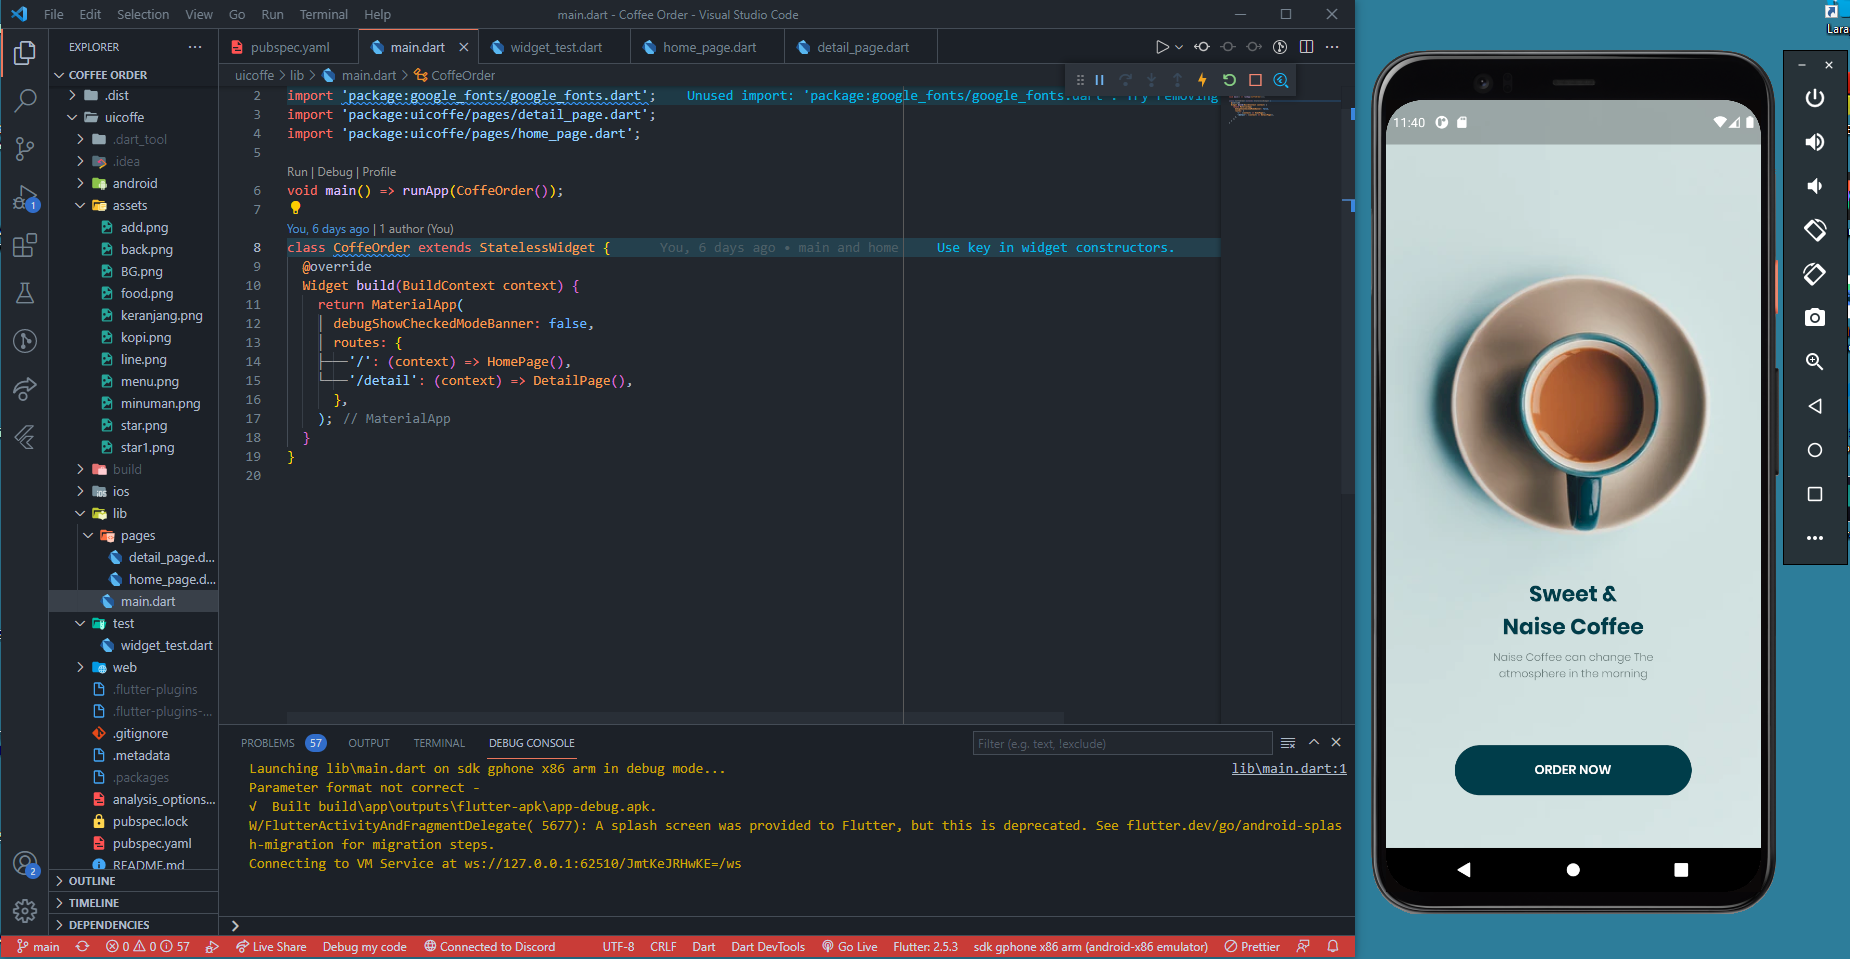 File Edit Selection View Go Run Terminal Help
main.dart - Coffee Order - Visual Studio Code
EXPLORER
COFFEE ORDER
.dist
uicoffe
.dart_tool
.idea
android
assets
add.png
back.png
BG.png
food.png
keranjang.png
kopi.png
line.png
menu.png
minuman.png
star.png
star1.png
build
ios
lib
pages
detail_page.d...
home_page.d...
main.dart
test
widget_test.dart
web
.flutter-plugins
.flutter-plugins-...
.gitignore
.metadata
.packages
analysis_options...
pubspec.lock
pubspec.yaml
README.md
OUTLINE
TIMELINE
DEPENDENCIES
1
2
pubspec.yaml main.dart widget_test.dart home_page.dart detail_page.dart
uicoffe > lib > main.dart > CoffeOrder
2 import 'package:google_fonts/google_fonts.dart'; Unused import: 'package:google_fonts/google_fonts.dart'. Try removing
3 import 'package:uicoffe/pages/detail_page.dart';
4 import 'package:uicoffe/pages/home_page.dart';
5
Run | Debug | Profile
6 void main() => runApp(CoffeOrder());
7
You, 6 days ago | 1 author (You)
8 class CoffeOrder extends StatelessWidget { You, 6 days ago • main and home Use key in widget constructors.
9 @override
10 Widget build(BuildContext context) {
11 return MaterialApp(
12 debugShowCheckedModeBanner: false,
13 routes: {
14 '/': (context) => HomePage(),
15 '/detail': (context) => DetailPage(),
16 },
17 ); // MaterialApp
18 }
19 }
20
PROBLEMS 57 OUTPUT TERMINAL DEBUG CONSOLE
Filter (e.g. text, !exclude)
Launching lib\main.dart on sdk gphone x86 arm in debug mode...
lib\main.dart:1
Parameter format not correct -
√ Built build\app\outputs\flutter-apk\app-debug.apk.
W/FlutterActivityAndFragmentDelegate( 5677): A splash screen was provided to Flutter, but this is deprecated. See flutter.dev/go/android-splas
h-migration for migration steps.
Connecting to VM Service at ws://127.0.0.1:62510/JmtKeJRHwKE=/ws
main 0 0 57 Live Share Debug my code Connected to Discord UTF-8 CRLF Dart Dart DevTools Go Live Flutter: 2.5.3 sdk gphone x86 arm (android-x86 emulator) Prettier
11:40
Sweet &
Naise Coffee
Naise Coffee can change The
atmosphere in the morning
ORDER NOW
Lara